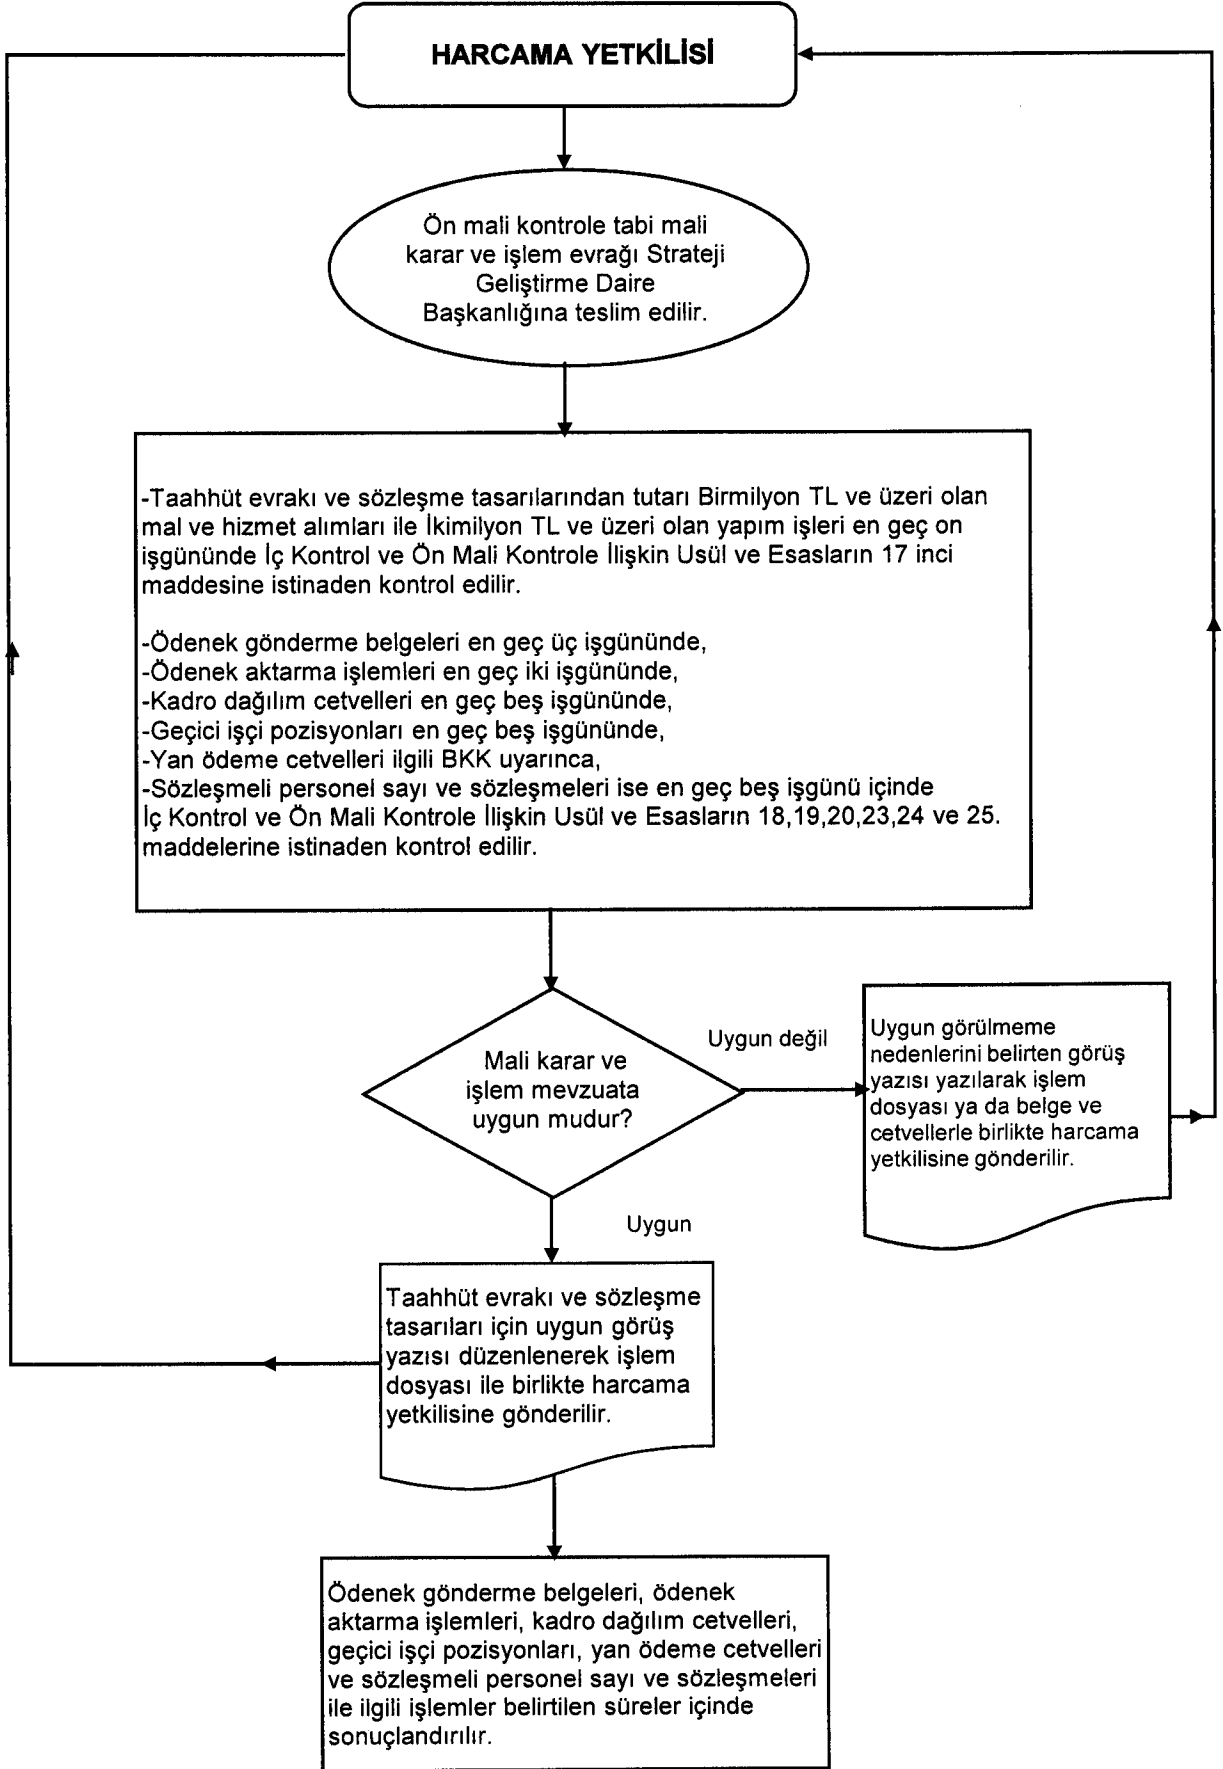 HARCAMA YETKİLİSİ
Ön mali kontrole tabi mali
karar ve işlem evrağı Strateji
Geliştirme Daire
Başkanlığına teslim edilir.
-Taahhüt evrakı ve sözleşme tasarılarından tutarı Birmilyon TL ve üzeri olan
mal ve hizmet alımları ile İkimilyon TL ve üzeri olan yapım işleri en geç on
işgününde İç Kontrol ve Ön Mali Kontrole İlişkin Usül ve Esasların 17 inci
maddesine istinaden kontrol edilir.
-Ödenek gönderme belgeleri en geç üç işgününde,
-Ödenek aktarma işlemleri en geç iki işgününde,
-Kadro dağılım cetvelleri en geç beş işgününde,
-Geçici işçi pozisyonları en geç beş işgününde,
-Yan ödeme cetvelleri ilgili BKK uyarınca,
-Sözleşmeli personel sayı ve sözleşmeleri ise en geç beş işgünü içinde
İç Kontrol ve Ön Mali Kontrole İlişkin Usül ve Esasların 18,19,20,23,24 ve 25.
maddelerine istinaden kontrol edilir.
Mali karar ve
işlem mevzuata
uygun mudur?
Uygun değil
Uygun görülmeme
nedenlerini belirten görüş
yazısı yazılarak işlem
dosyası ya da belge ve
cetvellerle birlikte harcama
yetkilisine gönderilir.
Uygun
Taahhüt evrakı ve sözleşme
tasarıları için uygun görüş
yazısı düzenlenerek işlem
dosyası ile birlikte harcama
yetkilisine gönderilir.
Ödenek gönderme belgeleri, ödenek
aktarma işlemleri, kadro dağılım cetvelleri,
geçici işçi pozisyonları, yan ödeme cetvelleri
ve sözleşmeli personel sayı ve sözleşmeleri
ile ilgili işlemler belirtilen süreler içinde
sonuçlandırılır.